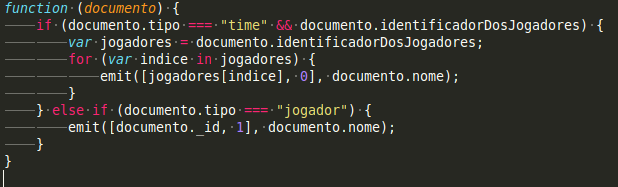 function (documento) {
if (documento.tipo === "time" && documento.identificadorDosJogadores) {
var jogadores = documento.identificadorDosJogadores;
for (var indice in jogadores) {
emit([jogadores[indice], 0], documento.nome);
}
} else if (documento.tipo === "jogador") {
emit([documento._id, 1], documento.nome);
}
}